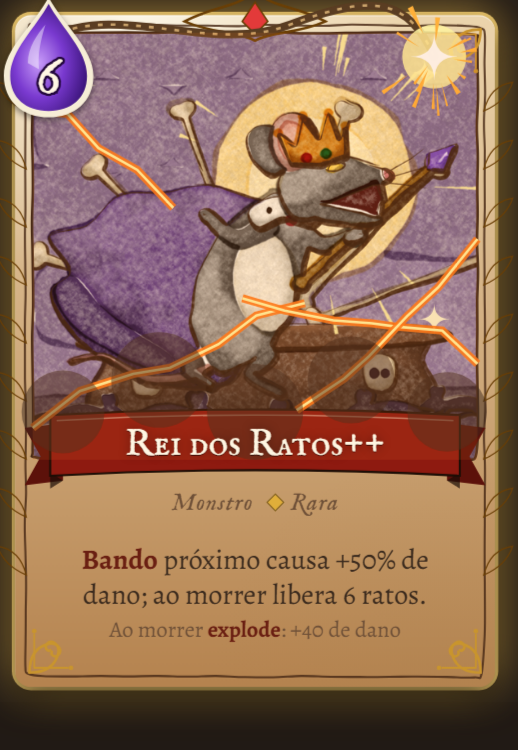 6
Rei dos Ratos++
Monstro Rara
Bando próximo causa +50% de
dano; ao morrer libera 6 ratos.
Ao morrer explode: +40 de dano